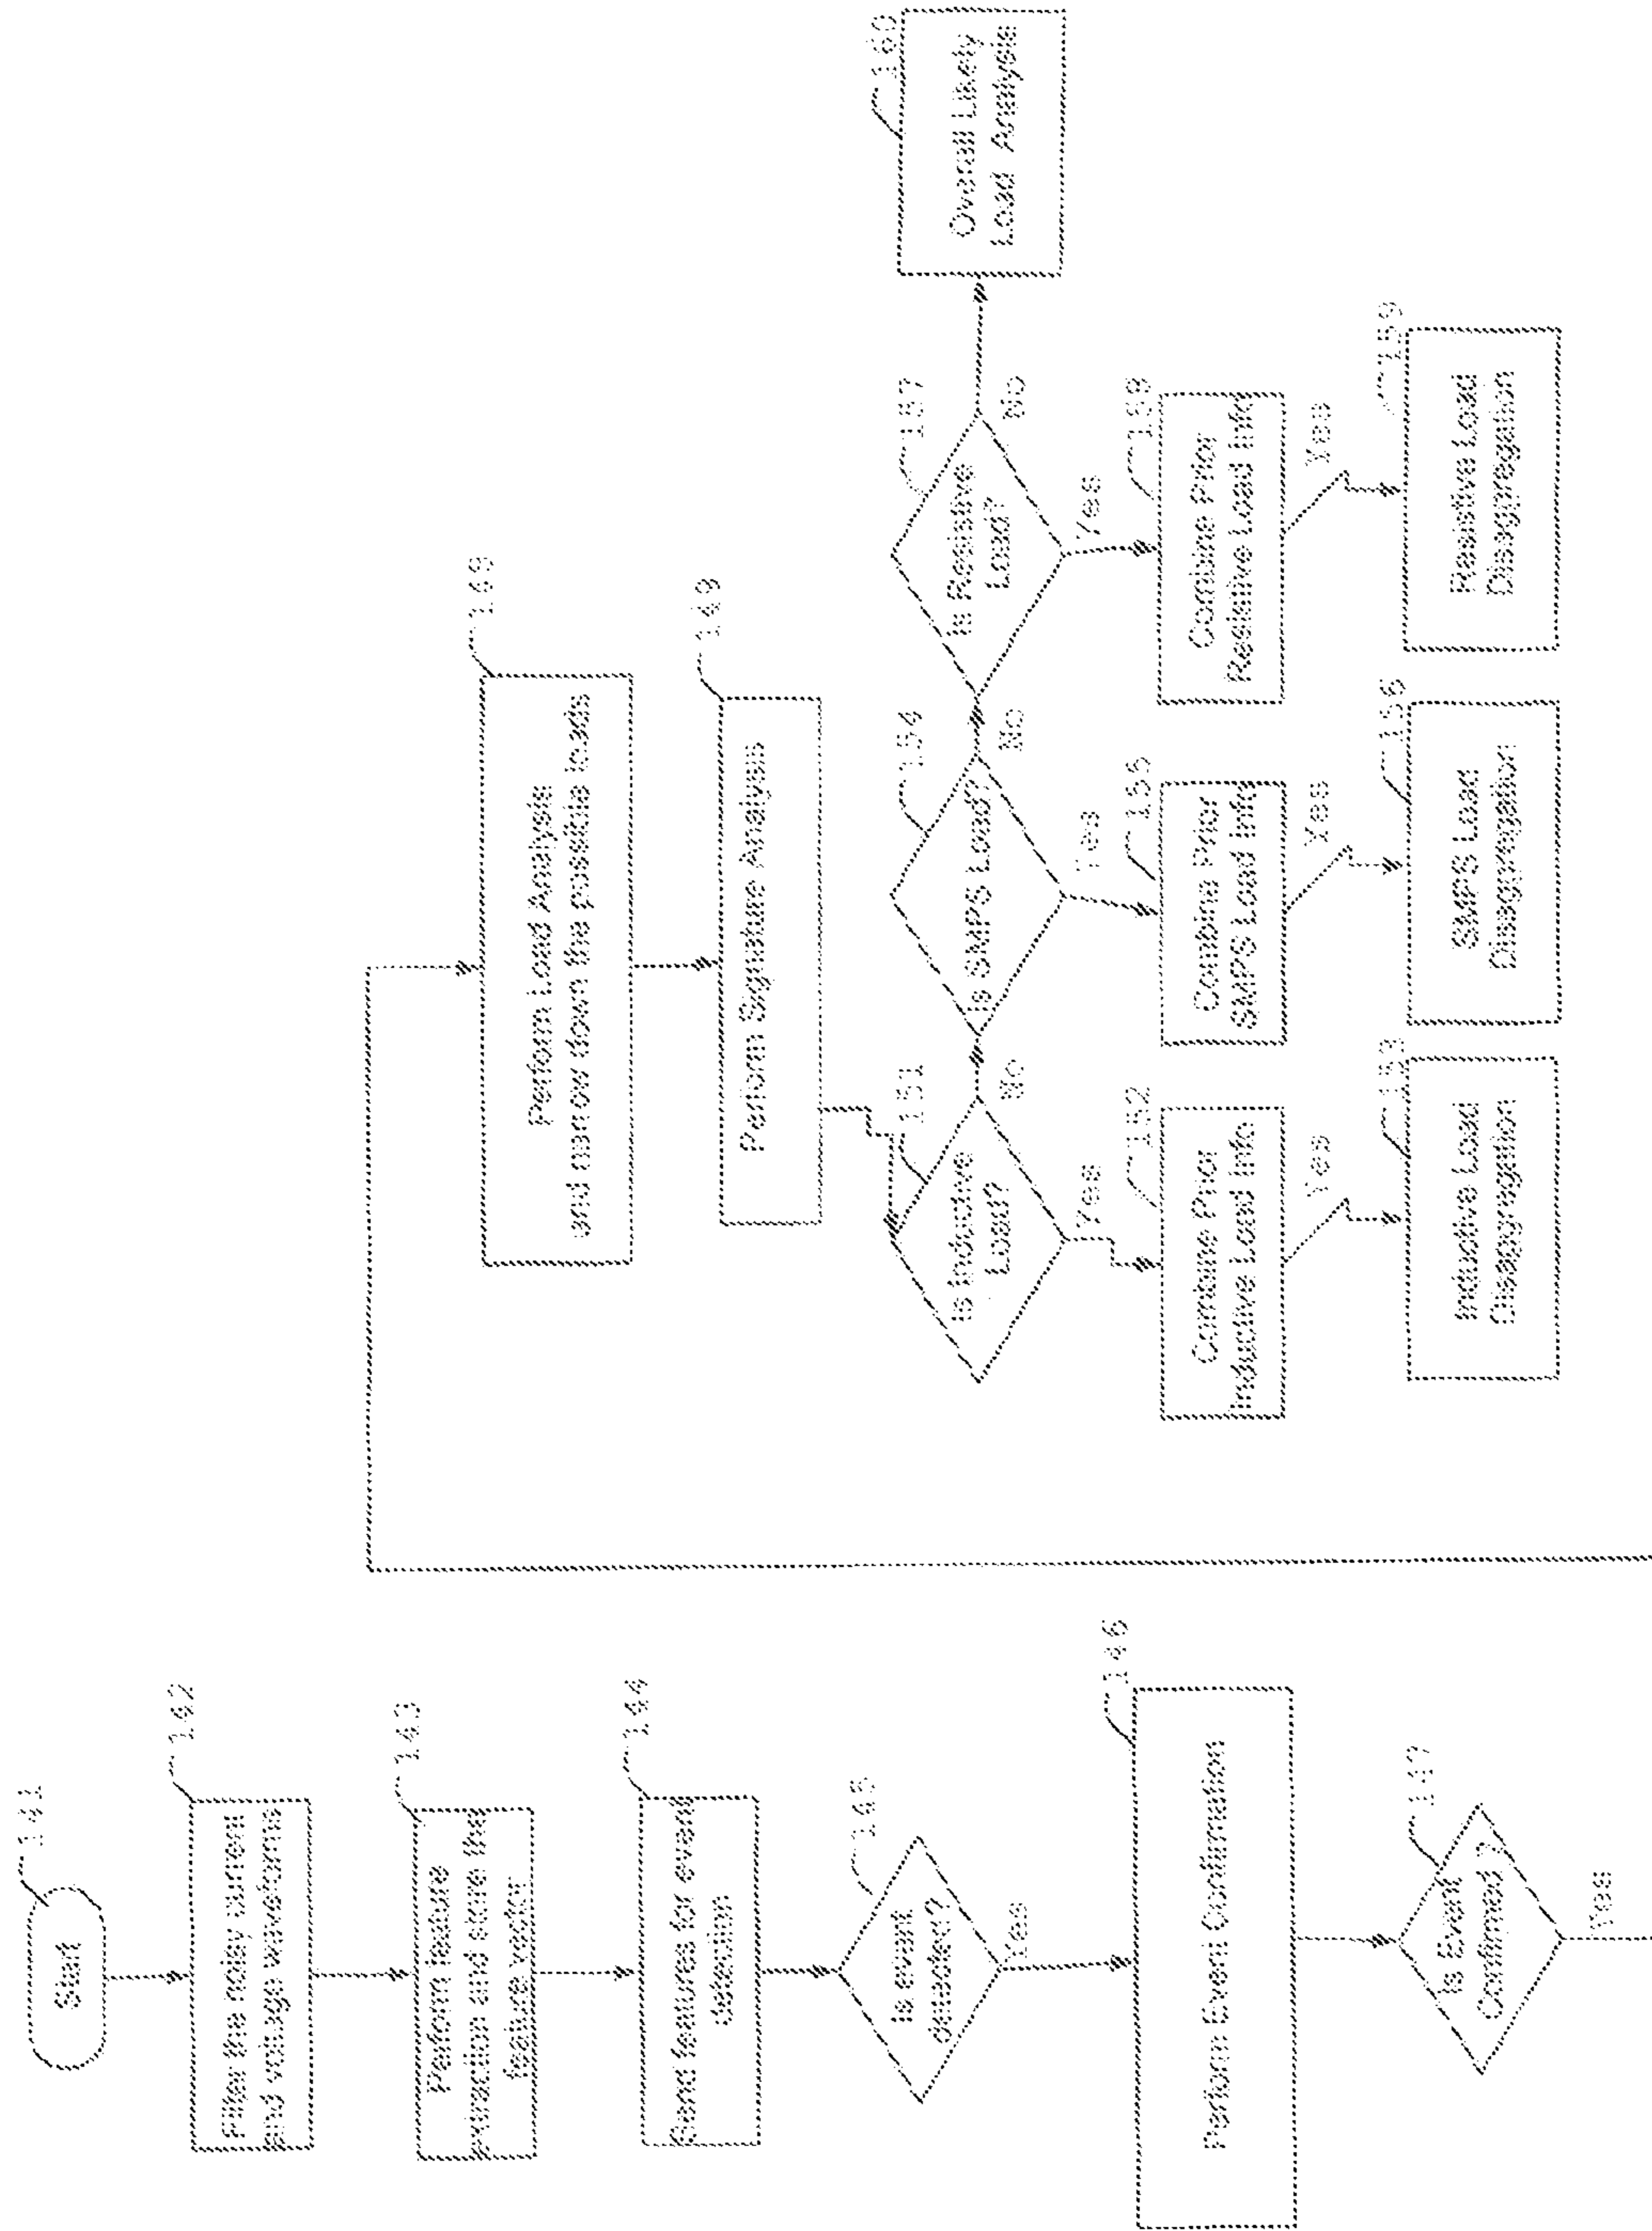 141
Start
142
Filter the noisy current
and voltage waveforms
143
Perform feature
extraction and store the
feature vector
144
Send features for event
detection
145
Is event
detected ?
Yes
146
Perform Event Confirmation
147
Is Event
Confirmed ?
Yes
148
Perform Load Analysis
and narrow down the possible loads
149
Perform Signature Analysis
151
Is Inductive
Load?
No
Yes
152
Combine Prior
Inductive Load Info
Yes
153
Inductive Load
Disaggregation
154
Is SMPS Load?
No
Yes
155
Combine Prior
SMPS Load Info
Yes
156
SMPS Load
Disaggregation
157
Is Resistive
Load?
No
Yes
158
Combine Prior
Resistive Load Info
Yes
159
Resistive Load
Disaggregation
160
Overall Likely
Load Analysis